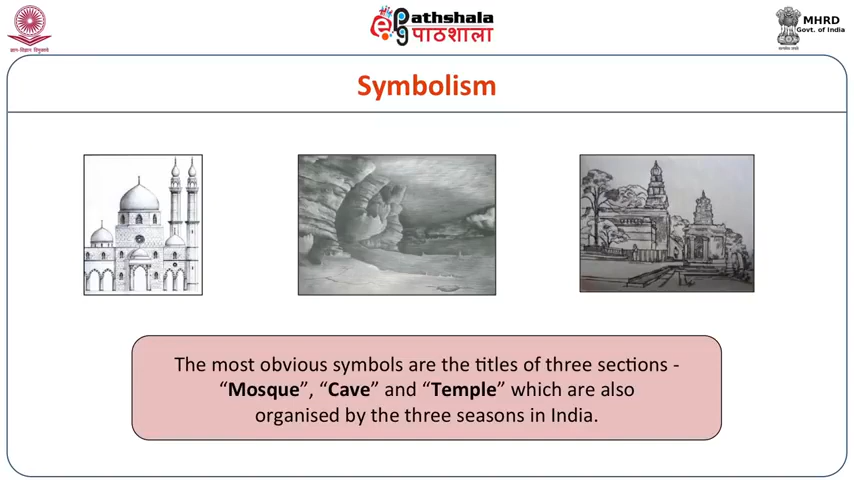 ePathshala
पाठशाला
MHRD
Govt. of India
Symbolism
The most obvious symbols are the titles of three sections -
“Mosque”, “Cave” and “Temple” which are also
organised by the three seasons in India.